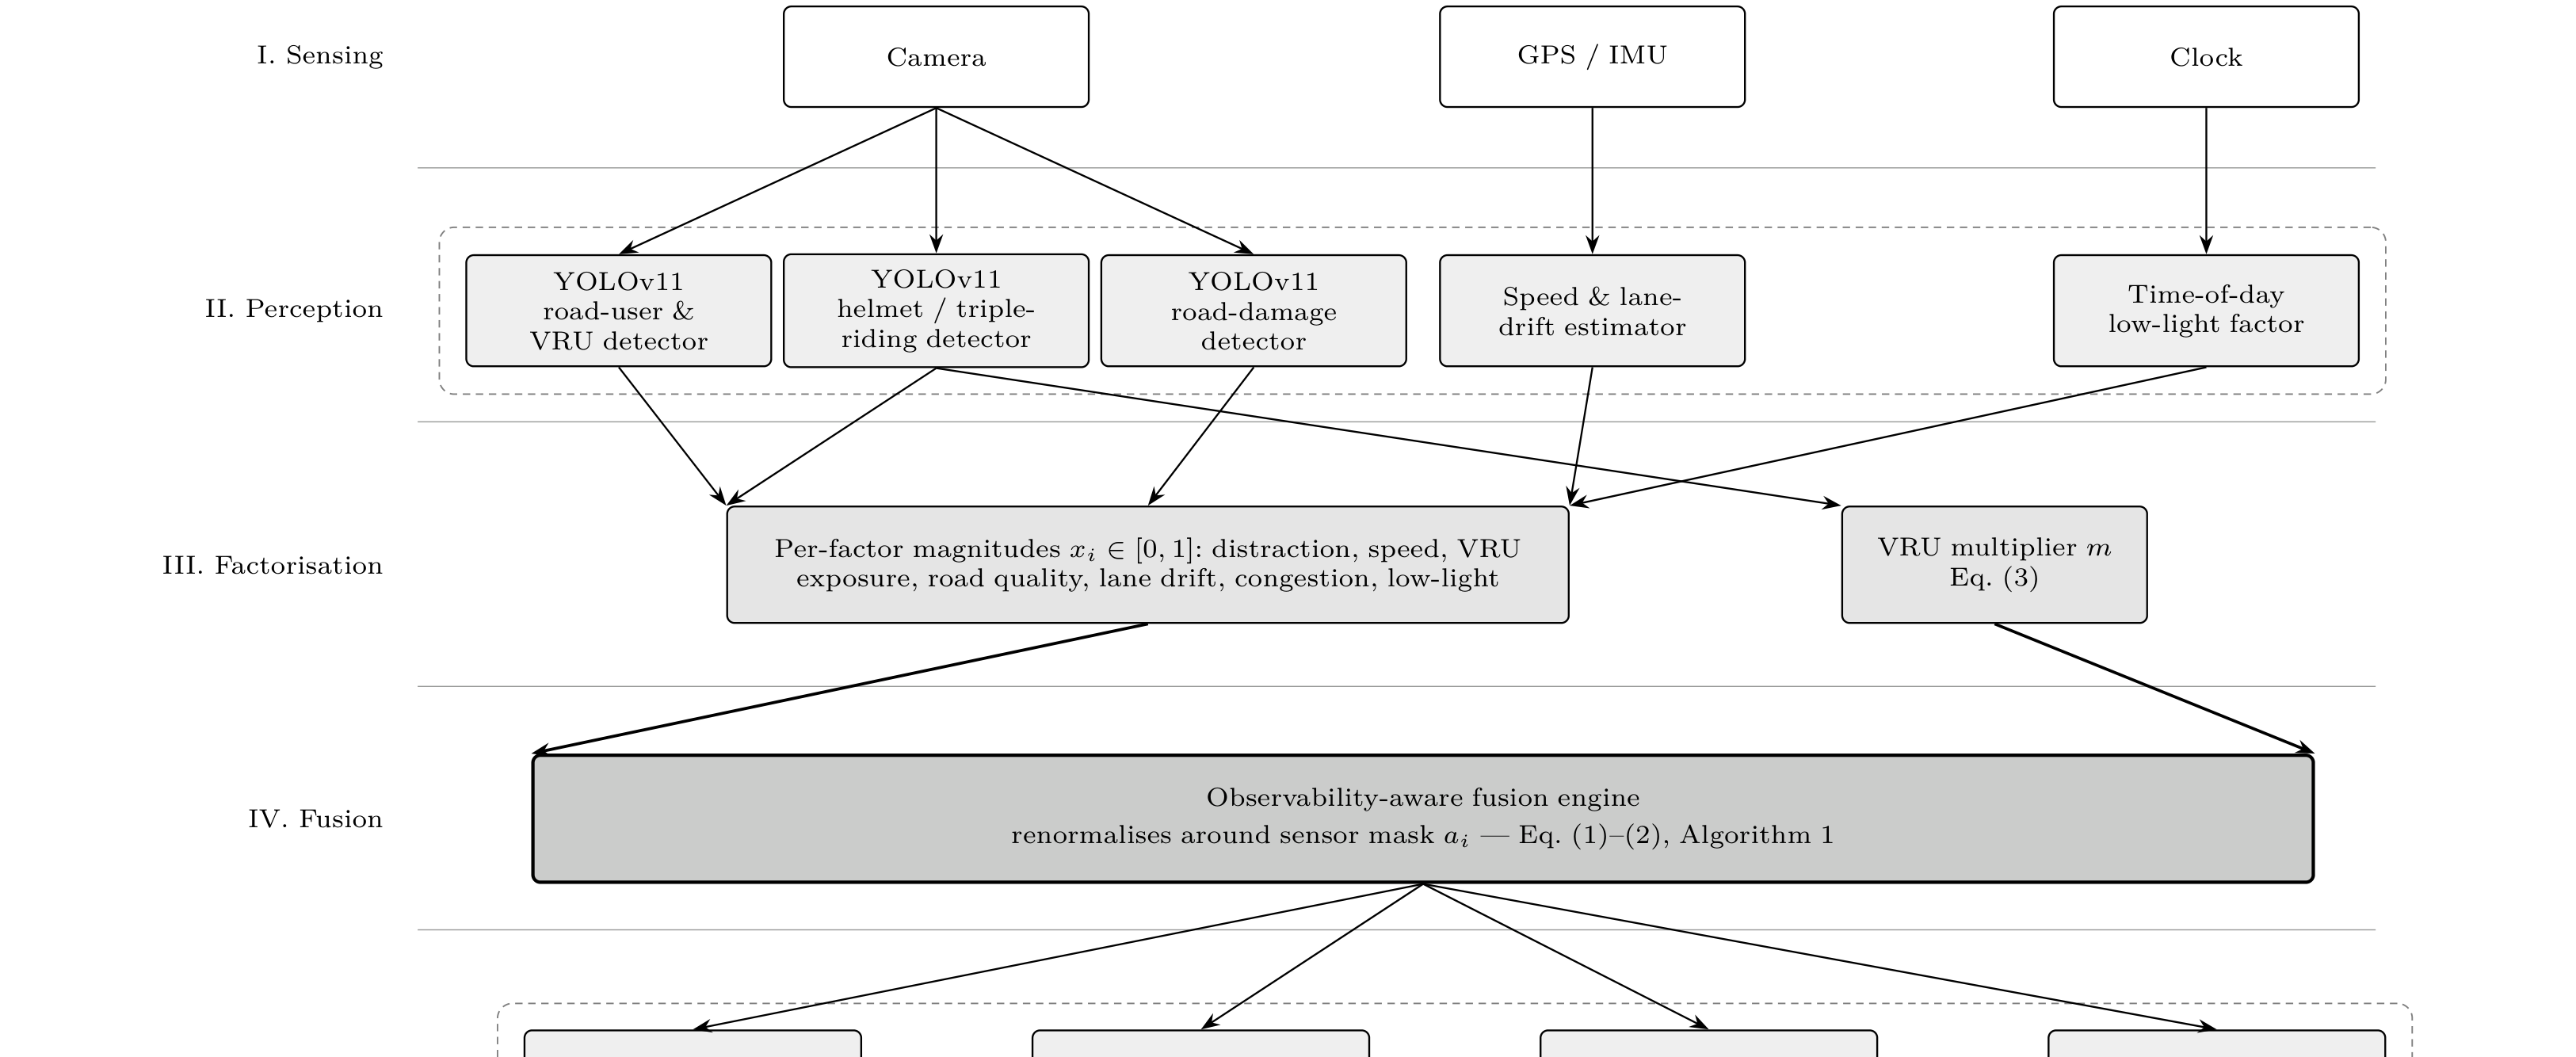 I. Sensing
Camera
GPS / IMU
Clock
II. Perception
YOLOv11
road-user &
VRU detector
YOLOv11
helmet / triple-
riding detector
YOLOv11
road-damage
detector
Speed & lane-
drift estimator
Time-of-day
low-light factor
III. Factorisation
Per-factor magnitudes xᵢ ∈ [0, 1]: distraction, speed, VRU
exposure, road quality, lane drift, congestion, low-light
VRU multiplier m
Eq. (3)
IV. Fusion
Observability-aware fusion engine
renormalises around sensor mask aᵢ — Eq. (1)–(2), Algorithm 1